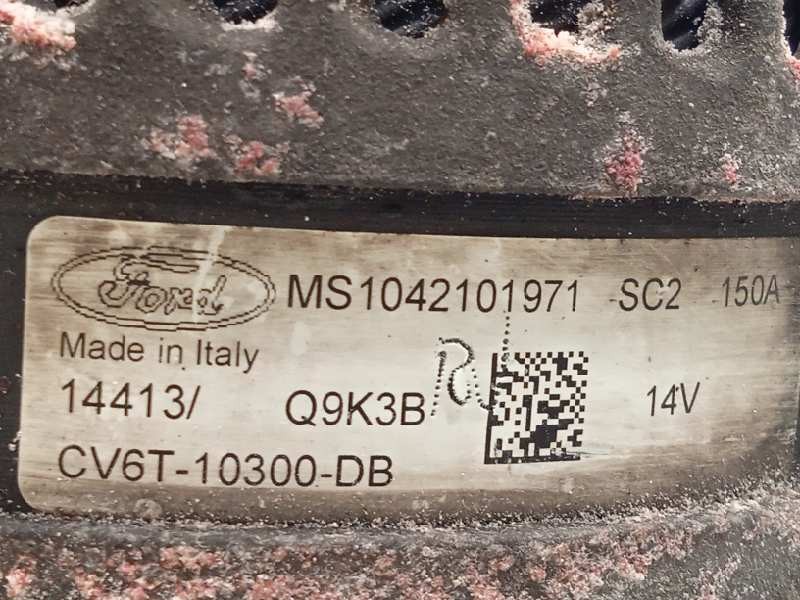 Ford MS1042101971 SC2 150A
Made in Italy
14413/ Q9K3B 14V
CV6T-10300-DB